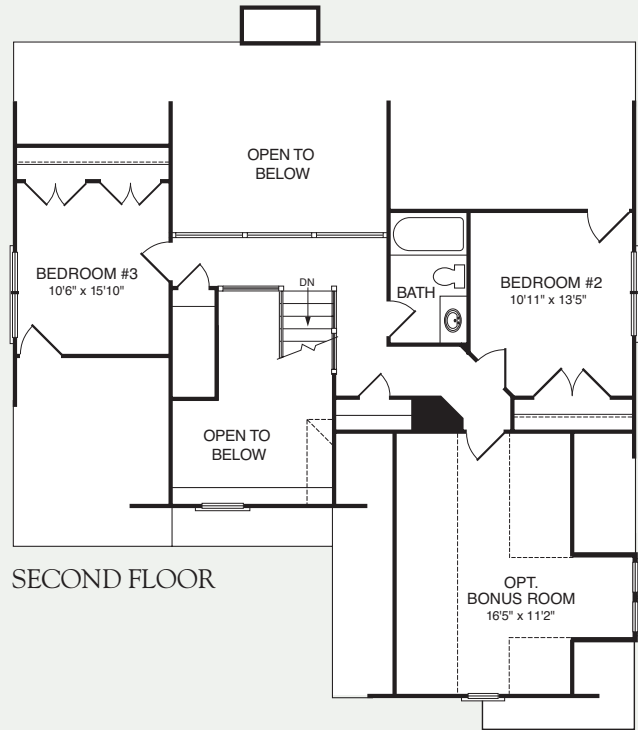 OPEN TO
BELOW
BEDROOM #3
10'6" x 15'10"
DN
BATH
BEDROOM #2
10'11" x 13'5"
OPEN TO
BELOW
SECOND FLOOR
OPT.
BONUS ROOM
16'5" x 11'2"